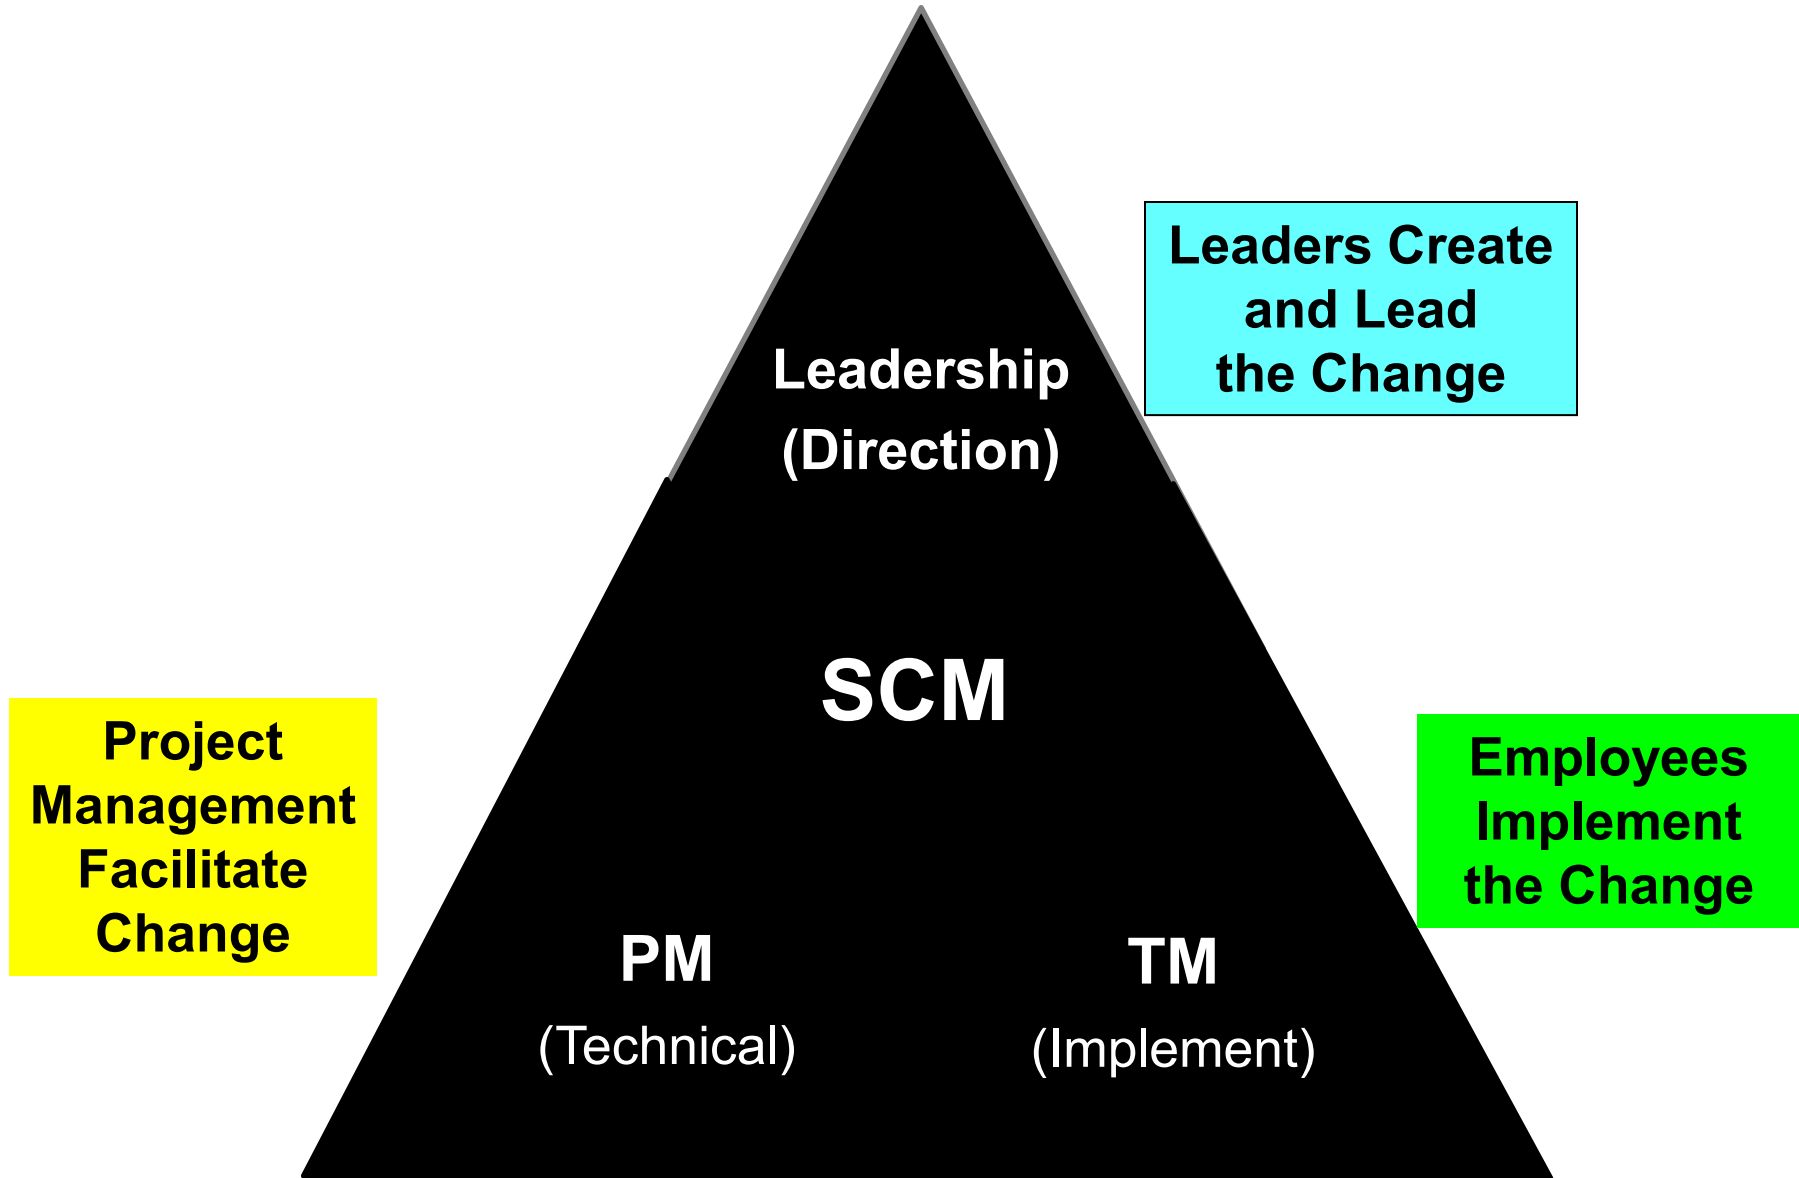 Leaders Create
and Lead
the Change
Leadership
(Direction)
SCM
Project
Management
Facilitate
Change
Employees
Implement
the Change
PM
(Technical)
TM
(Implement)